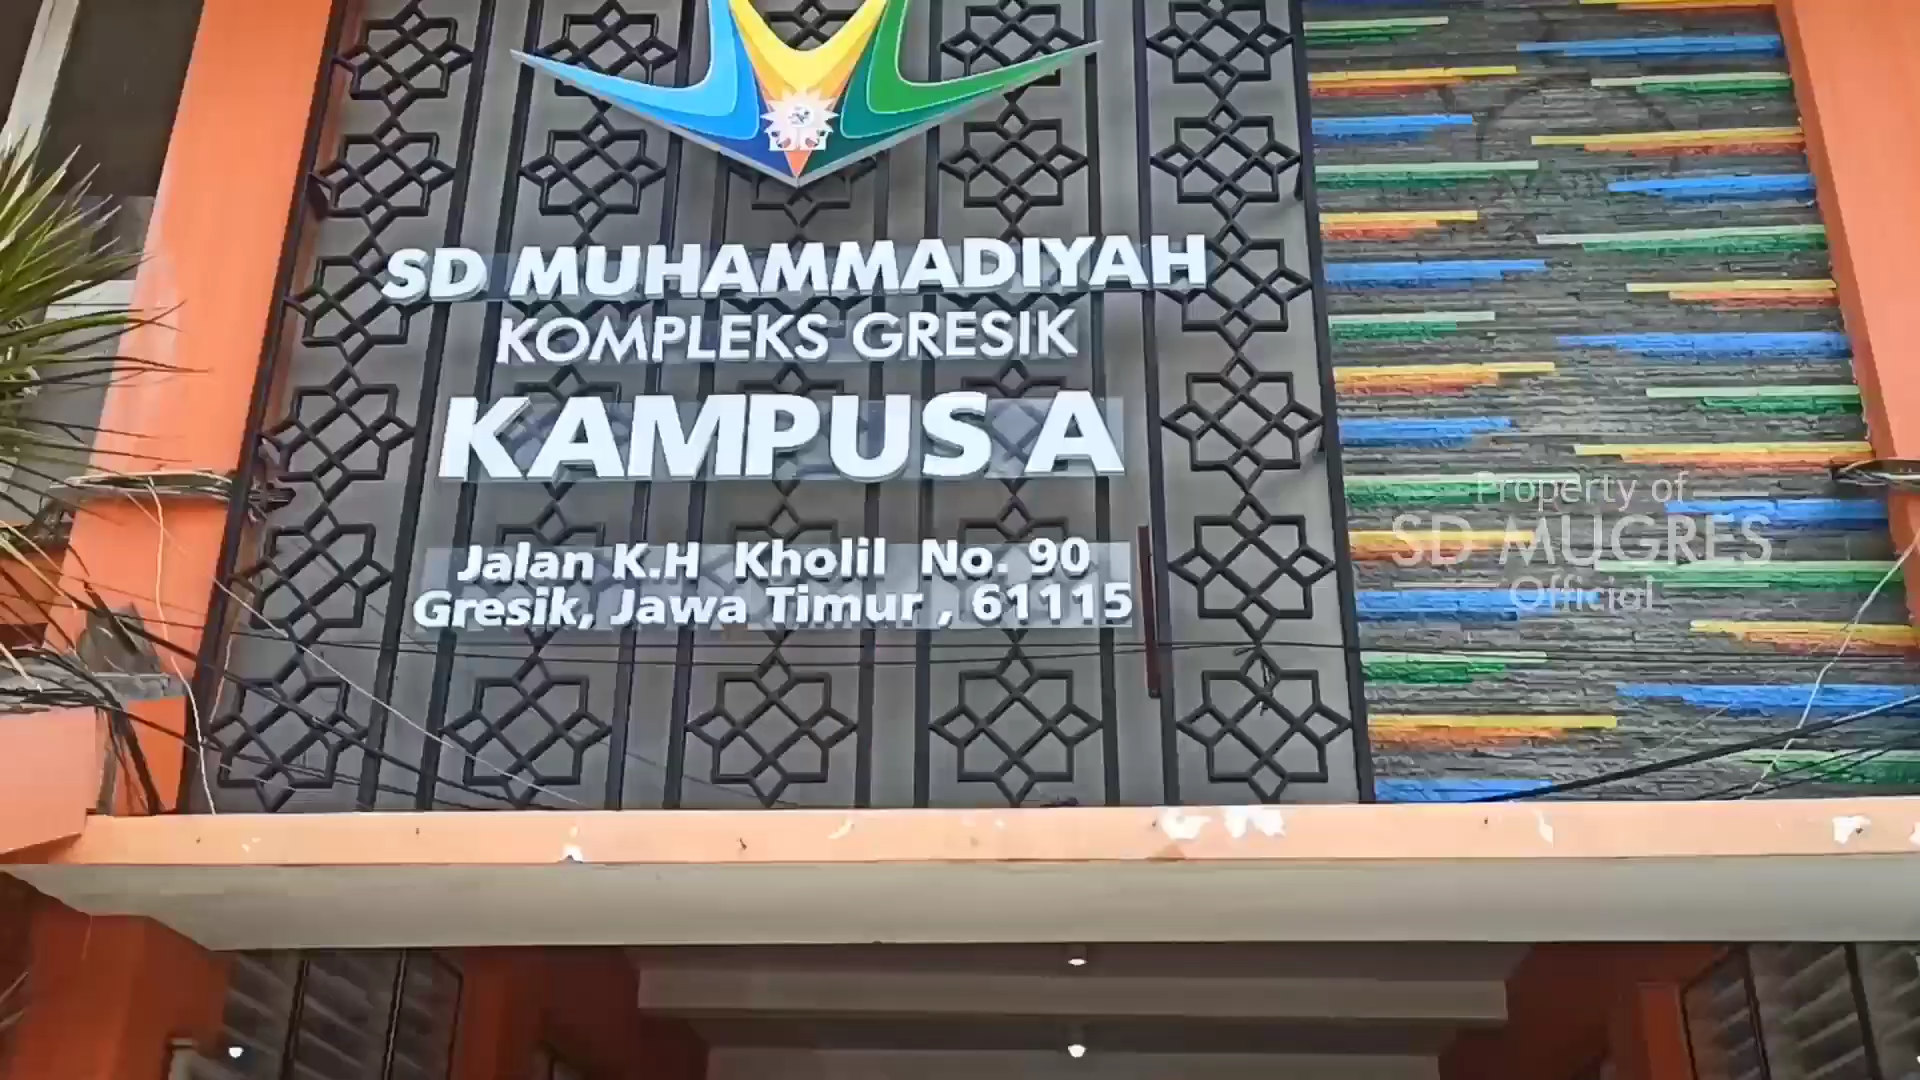 SD MUHAMMADIYAH
KOMPLEKS GRESIK
KAMPUS A
Jalan K.H Kholil No. 90
Gresik, Jawa Timur , 61115
Property of
SD MUGRES
Official